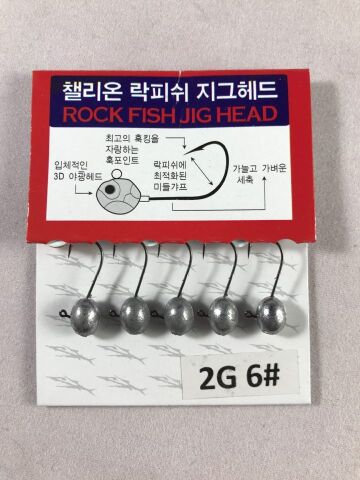 챌리온 락피쉬 지그헤드
ROCK FISH JIG HEAD
최고의 훅킹을
자랑하는
훅포인트
입체적인
3D 야광헤드
락피쉬에
최적화된
미들갸프
가늘고 가벼운
세축
2G 6#